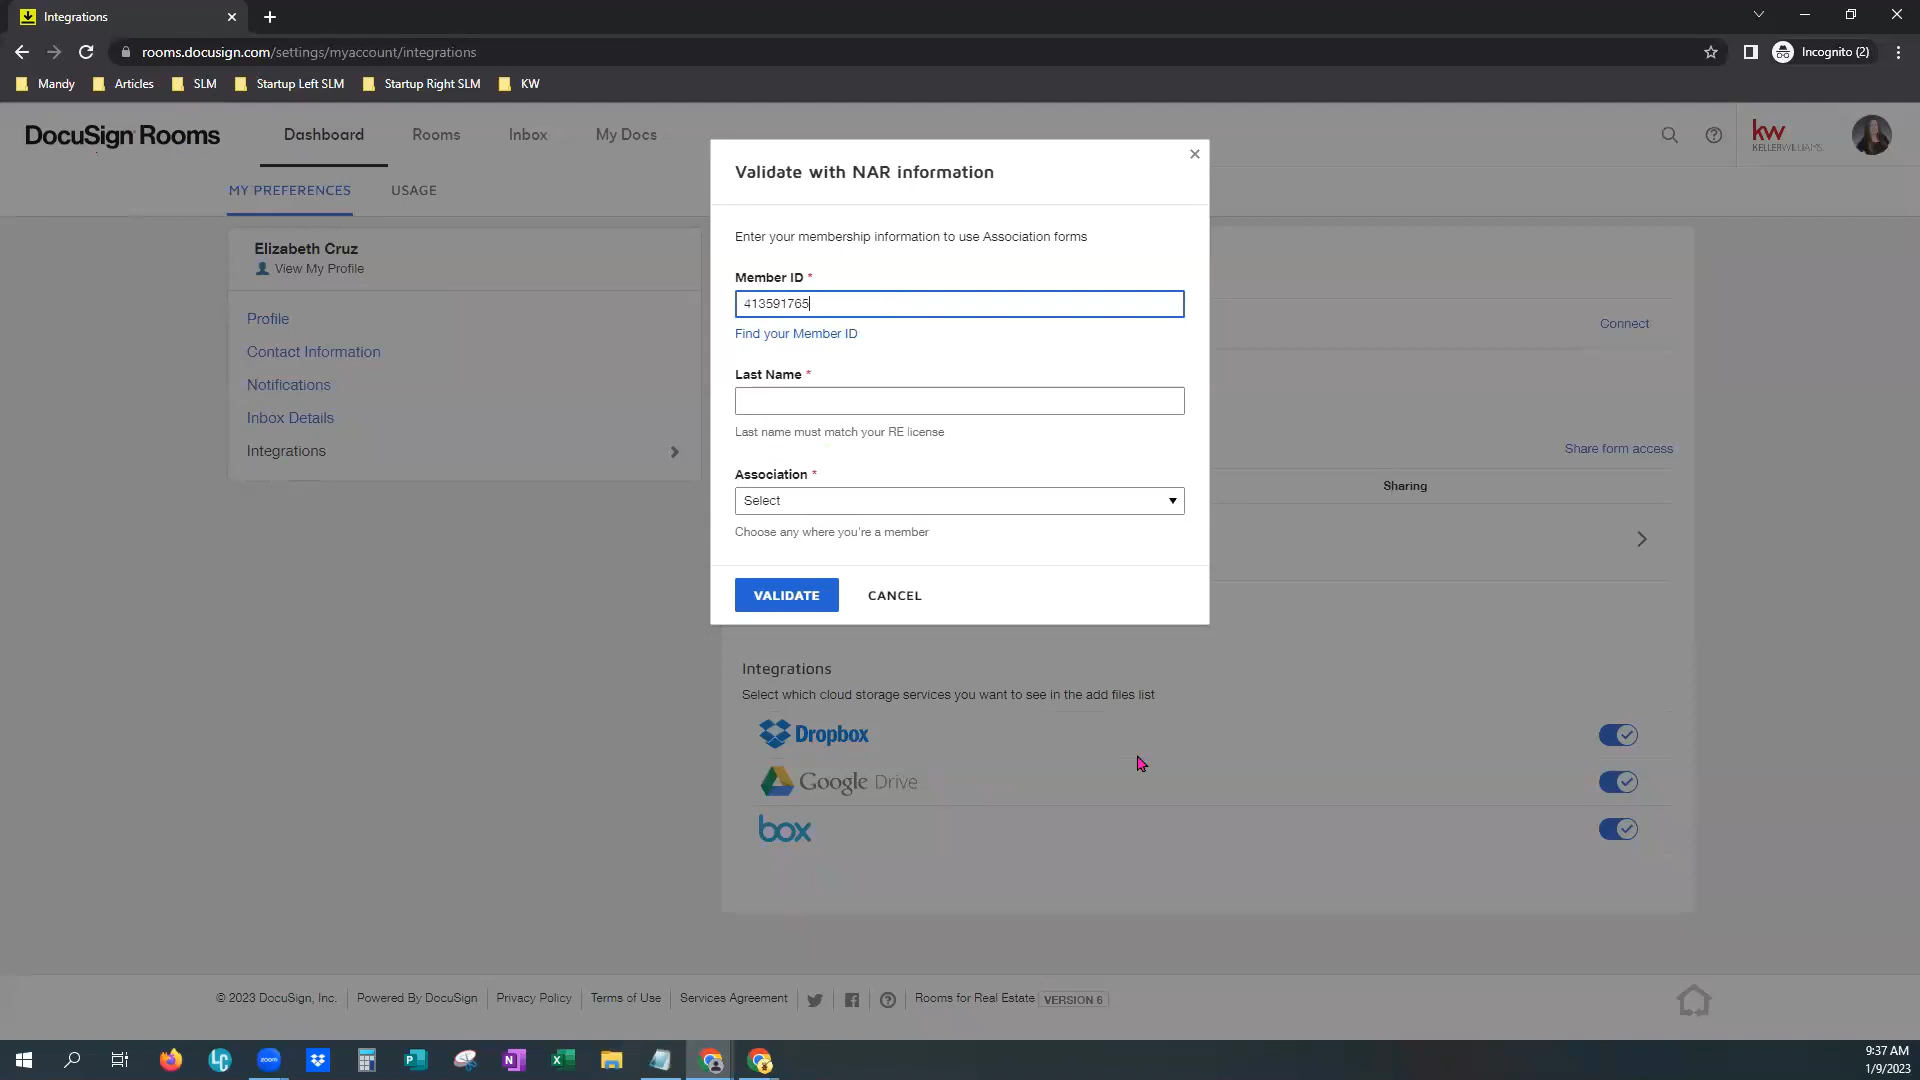 Integrations
rooms.docusign.com/settings/myaccount/integrations
Incognito (2)
Mandy
Articles
SLM
Startup Left SLM
Startup Right SLM
KW
DocuSign Rooms
Dashboard
Rooms
Inbox
My Docs
kw
KELLERWILLIAMS.
MY PREFERENCES
USAGE
Elizabeth Cruz
View My Profile
Profile
Contact Information
Notifications
Inbox Details
Integrations
Validate with NAR information
Enter your membership information to use Association forms
Member ID *
413591765
Find your Member ID
Last Name *
Last name must match your RE license
Association *
Select
Choose any where you're a member
VALIDATE
CANCEL
Connect
Share form access
Sharing
Integrations
Select which cloud storage services you want to see in the add files list
Dropbox
Google Drive
box
© 2023 DocuSign, Inc.
Powered By DocuSign
Privacy Policy
Terms of Use
Services Agreement
Rooms for Real Estate
VERSION 6
LC
zoom
P
N
X
9:37 AM
1/9/2023